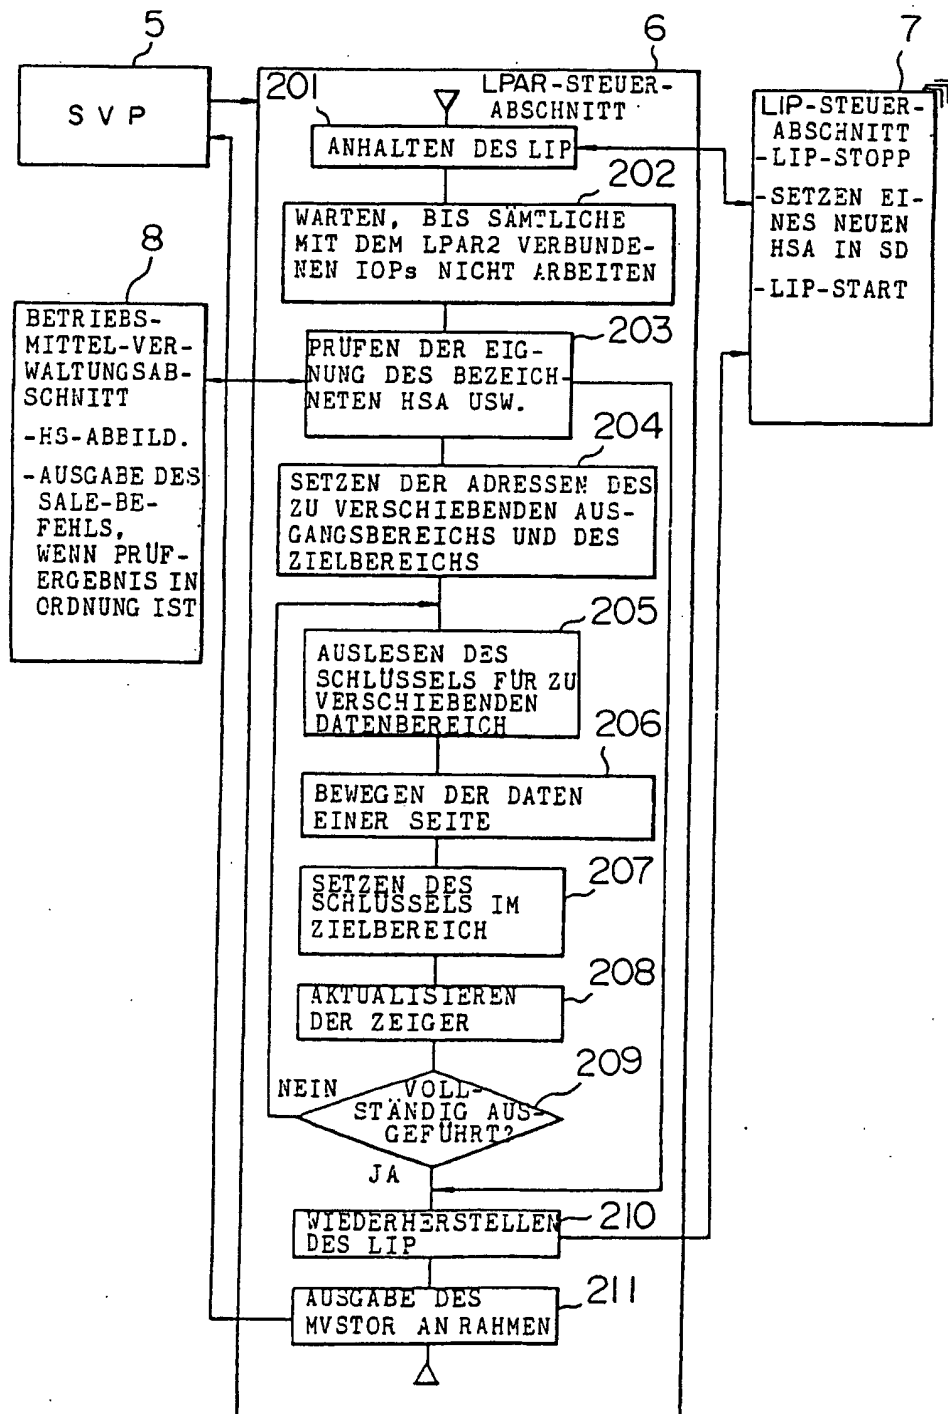 5
S V P
6
LPAR-STEUER-
ABSCHNITT
201
ANHALTEN DES LIP
202
WARTEN, BIS SÄMTLICHE
MIT DEM LPAR2 VERBUNDE-
NEN IOPs NICHT ARBEITEN
203
PRÜFEN DER EIG-
NUNG DES BEZEICH-
NETEN HSA USW.
204
SETZEN DER ADRESSEN DES
ZU VERSCHIEBENDEN AUS-
GANGSBEREICHS UND DES
ZIELBEREICHS
205
AUSLESEN DES
SCHLÜSSELS FÜR ZU
VERSCHIEBENDEN
DATENBEREICH
206
BEWEGEN DER DATEN
EINER SEITE
207
SETZEN DES
SCHLÜSSELS IM
ZIELBEREICH
208
AKTUALISIEREN
DER ZEIGER
209
NEIN
VOLL-
STÄNDIG AUS-
GEFÜHRT?
JA
210
WIEDERHERSTELLEN
DES LIP
211
AUSGABE DES
MVSTOR AN RAHMEN
7
LIP-STEUER-
ABSCHNITT
-LIP-STOPP
-SETZEN EI-
NES NEUEN
HSA IN SD
-LIP-START
8
BETRIEBS-
MITTEL-VER-
WALTUNGSAB-
SCHNITT
-HS-ABBILD.
-AUSGABE DES
SALE-BE-
FEHLS,
WENN PRÜF-
ERGEBNIS IN
ORDNUNG IST